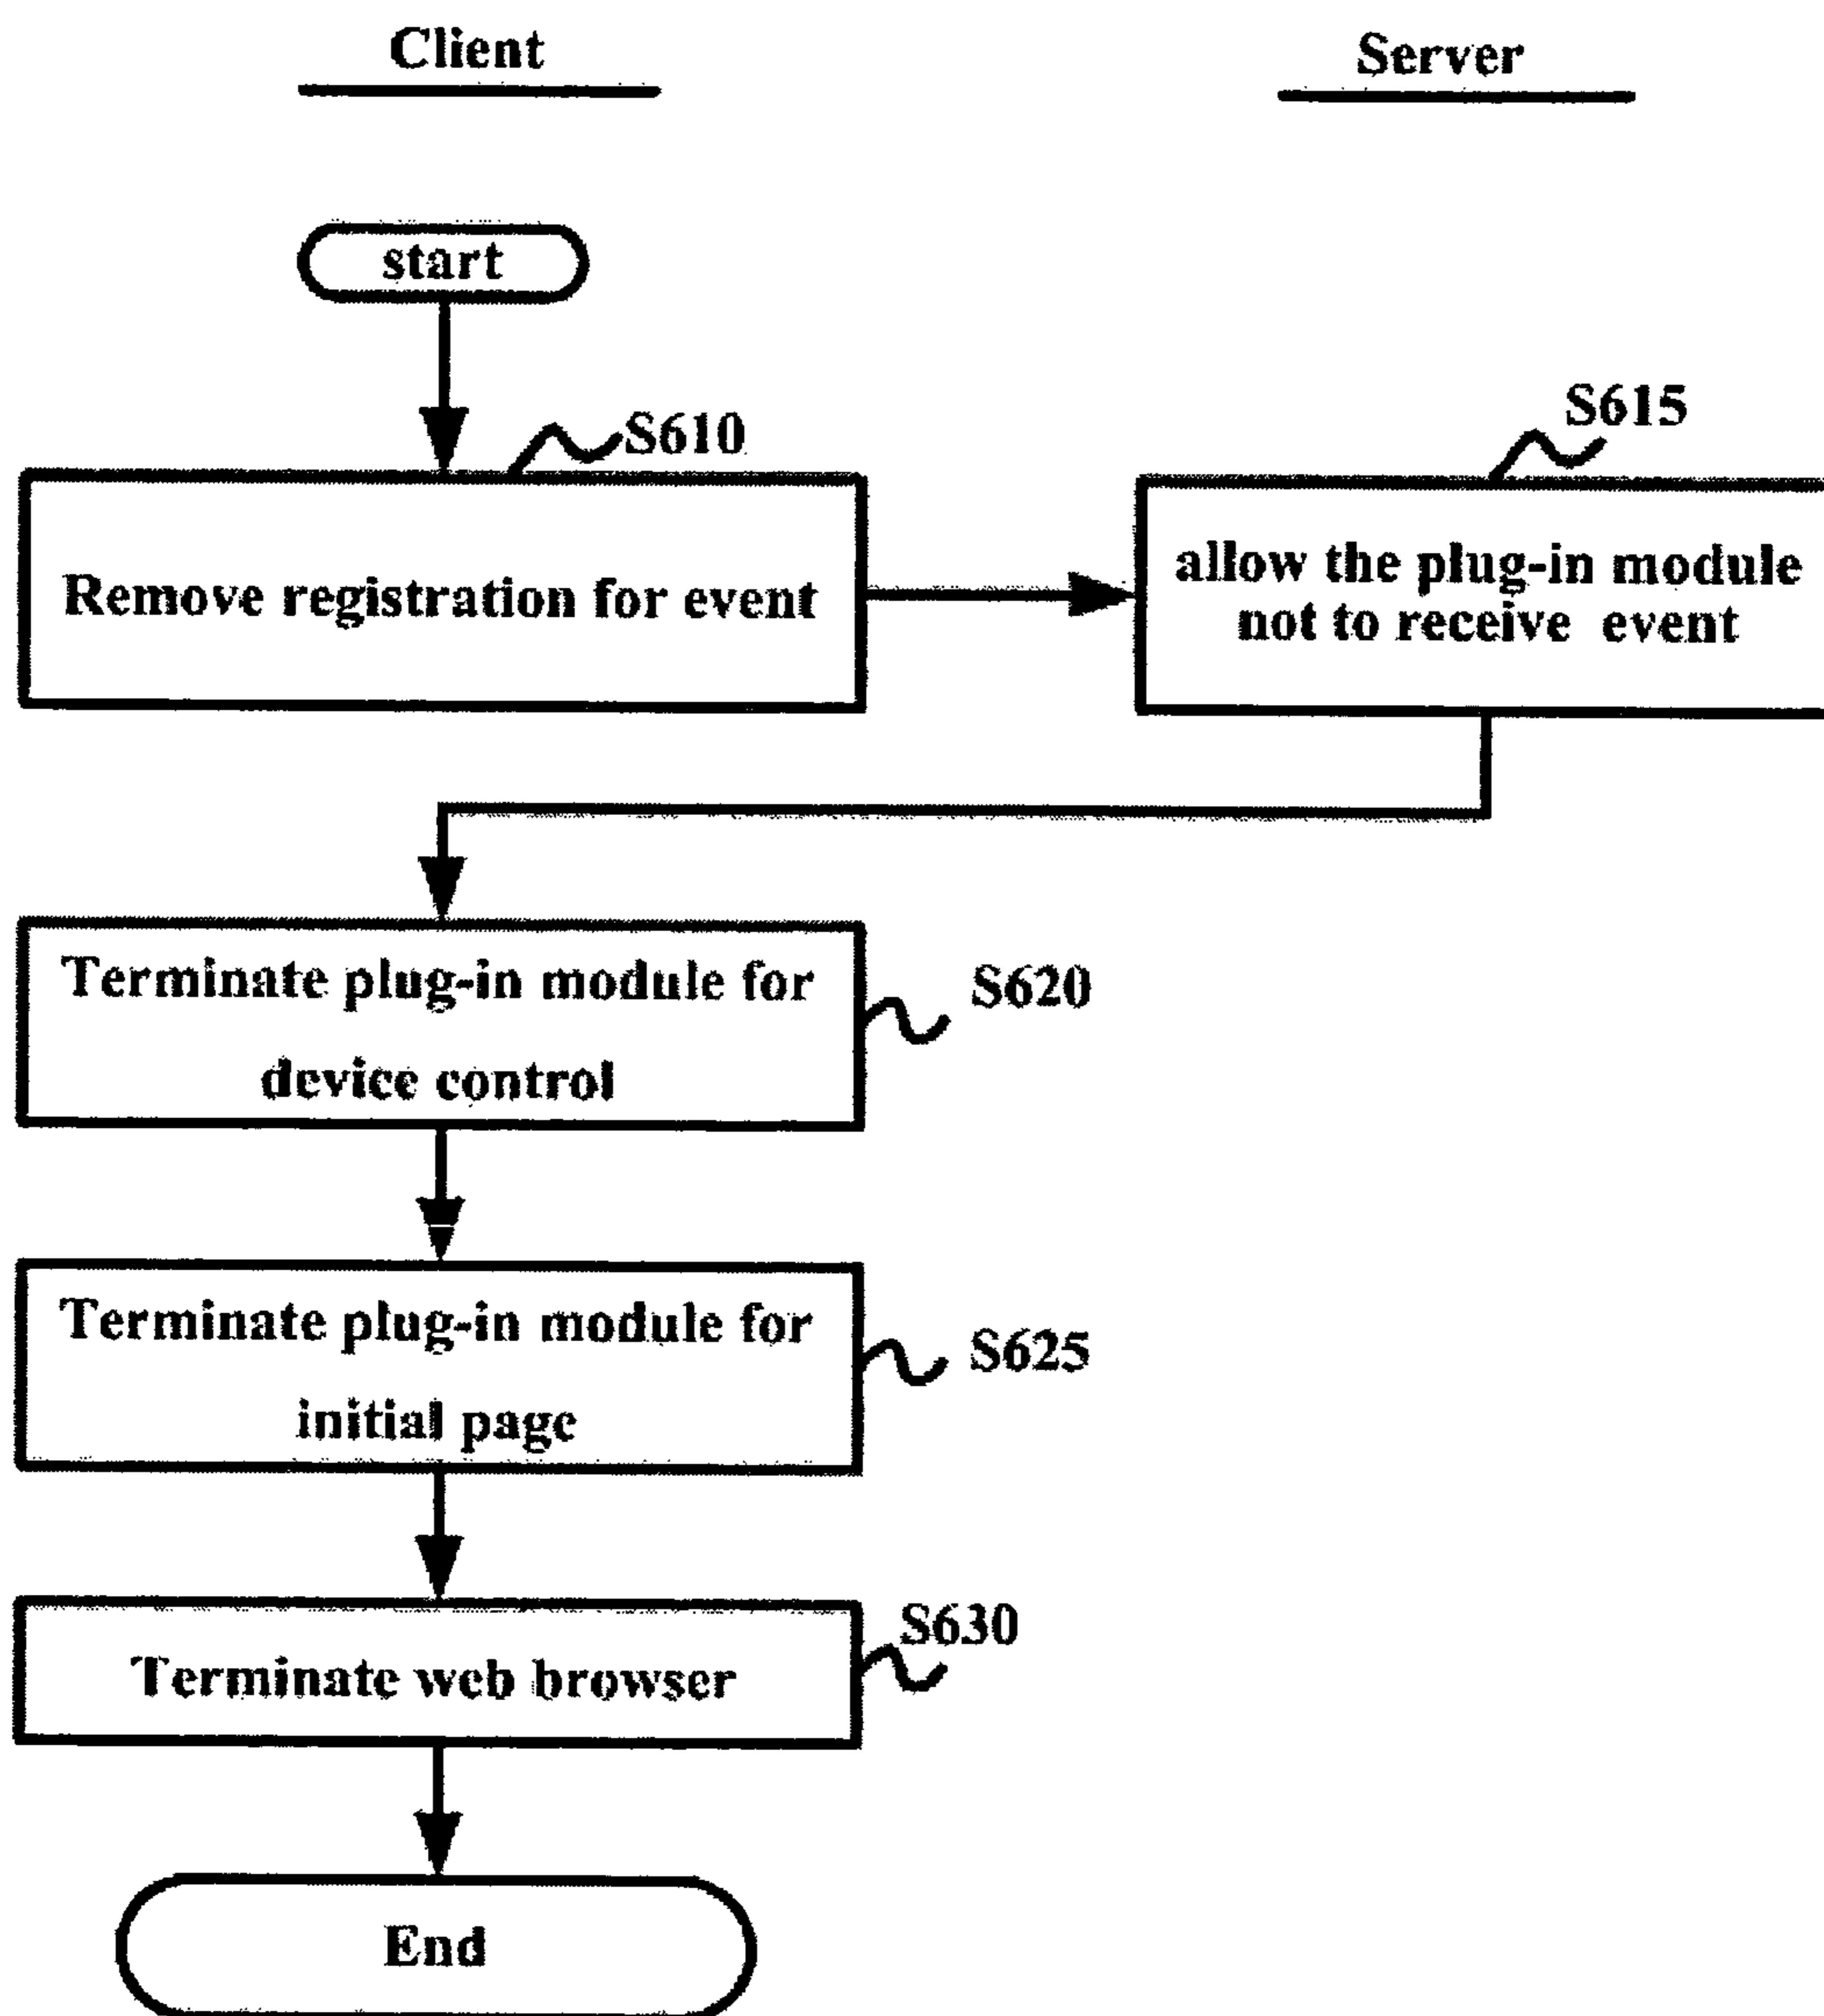 Client
Server
start
S610
S615
Remove registration for event
allow the plug-in module
not to receive event
Terminate plug-in module for
device control
S620
Terminate plug-in module for
initial page
S625
S630
Terminate web browser
End